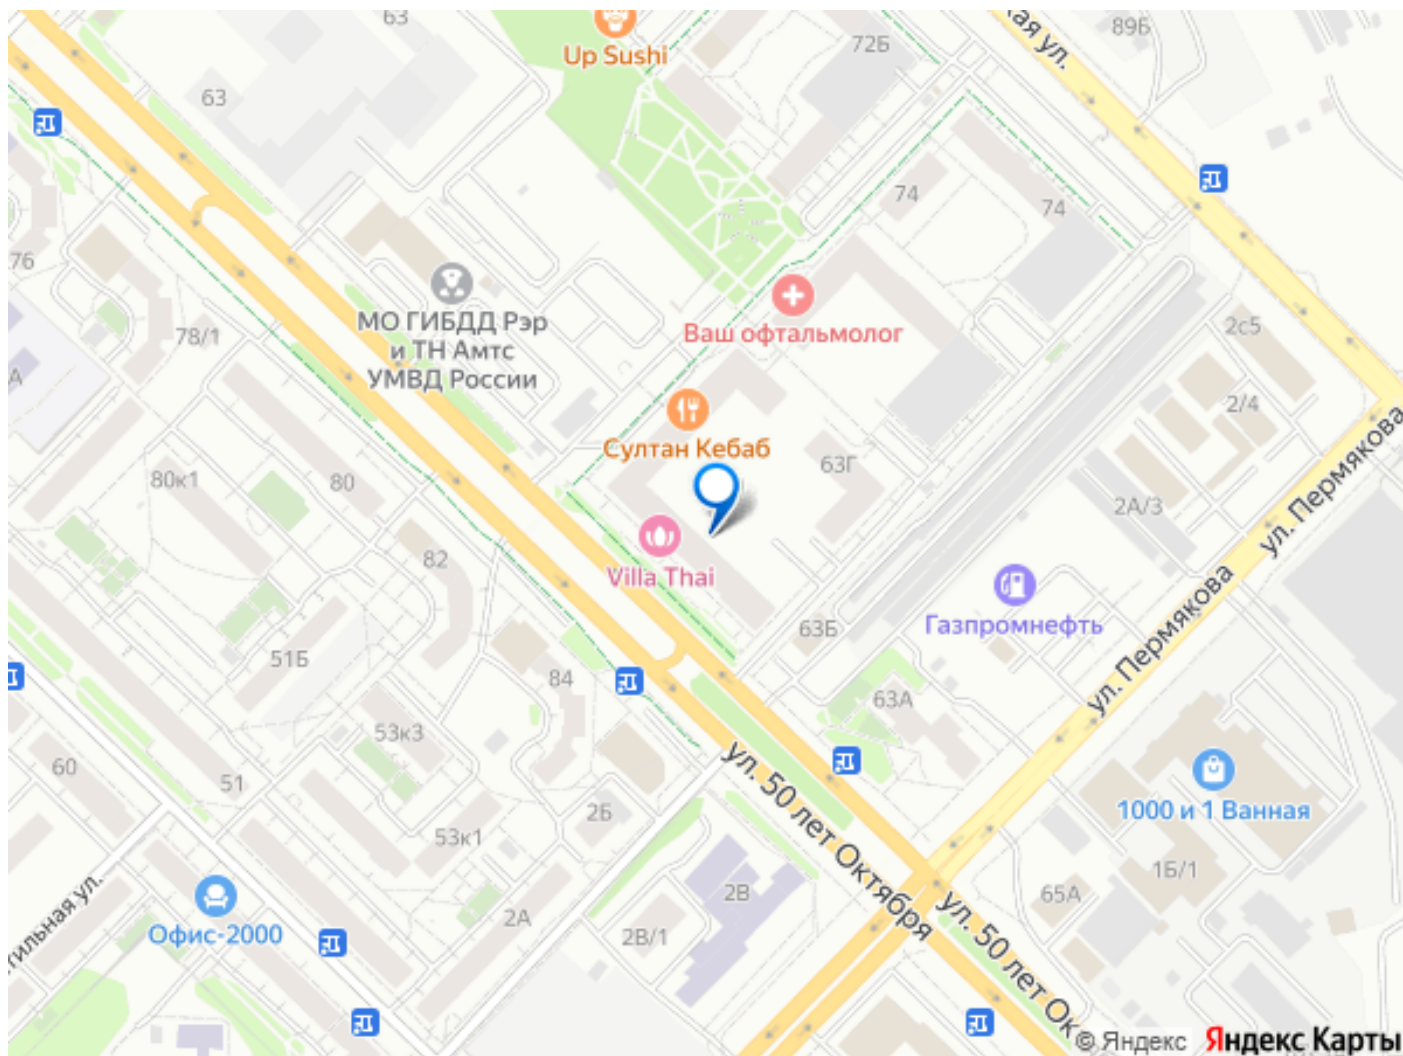 63
Up Sushi
72Б
ая ул.
89Б
63
74
74
76
78/1
МО ГИБДД Рэр
и ТН Амтс
УМВД России
Ваш офтальмолог
2с5
2/4
А
Султан Кебаб
63Г
80к1
80
2А/3
ул. Пермякова
82
Villa Thai
63Б
Газпромнефть
51Б
84
63А
ул. Пермякова
53к3
60
51
2Б
53к1
ул. 50 лет Октября
1000 и 1 Ванная
1Б/1
65А
2В
2А
2В/1
тильная ул.
Офис-2000
ул. 50 лет Ок
© Яндекс
Яндекс Карты